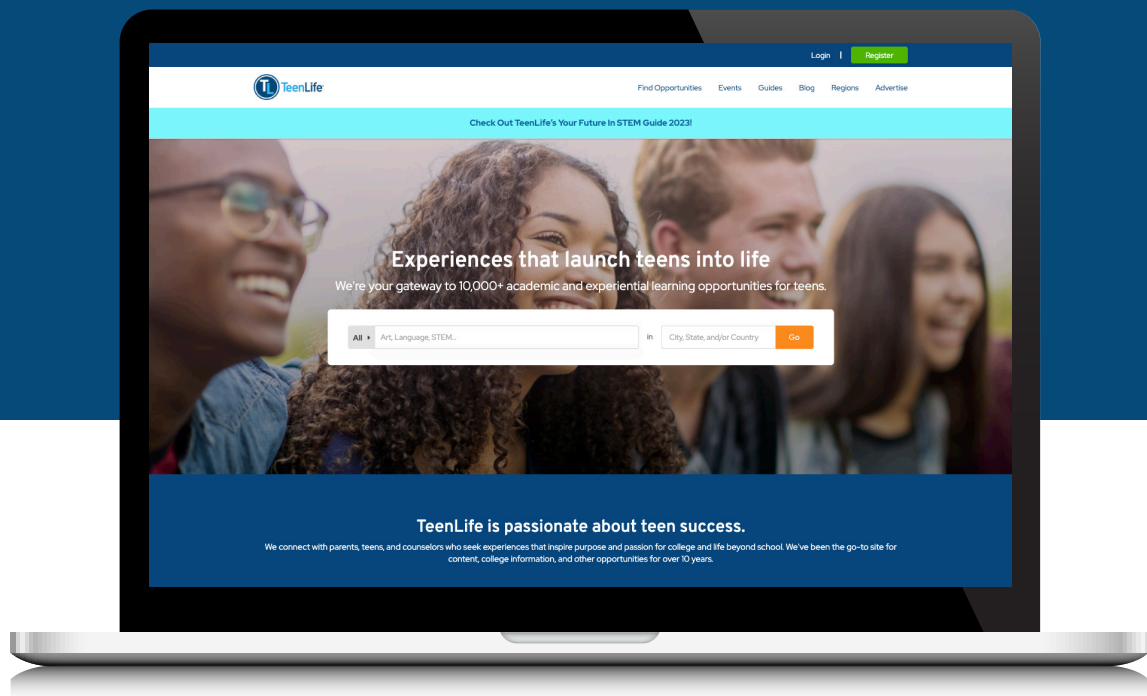 Login | Register
TL TeenLife
Find Opportunities Events Guides Blog Regions Advertise
Check Out TeenLife's Your Future In STEM Guide 2023!
Experiences that launch teens into life
We're your gateway to 10,000+ academic and experiential learning opportunities for teens.
All Art, Language, STEM... in City, State, and/or Country Go
TeenLife is passionate about teen success.
We connect with parents, teens, and counselors who seek experiences that inspire purpose and passion for college and life beyond school. We've been the go-to site for
content, college information, and other opportunities for over 10 years.